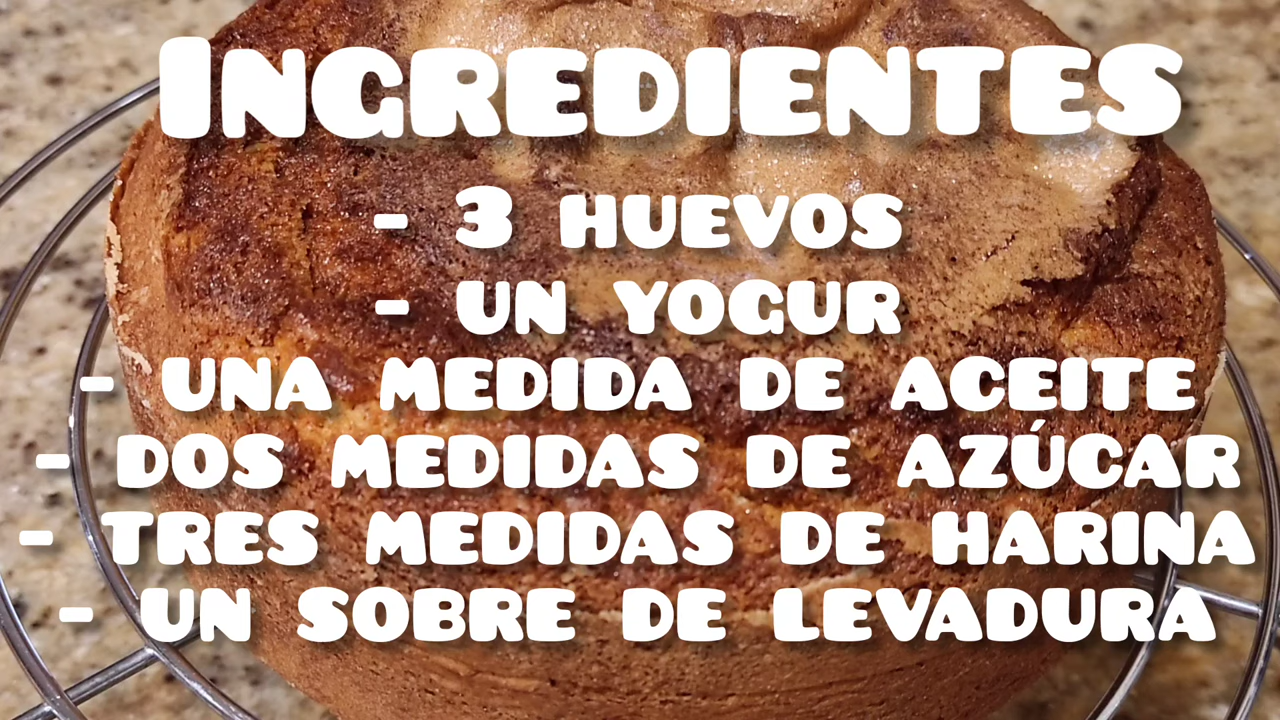 INGREDIENTES
- 3 HUEVOS
- UN YOGUR
- UNA MEDIDA DE ACEITE
- DOS MEDIDAS DE AZÚCAR
- TRES MEDIDAS DE HARINA
- UN SOBRE DE LEVADURA